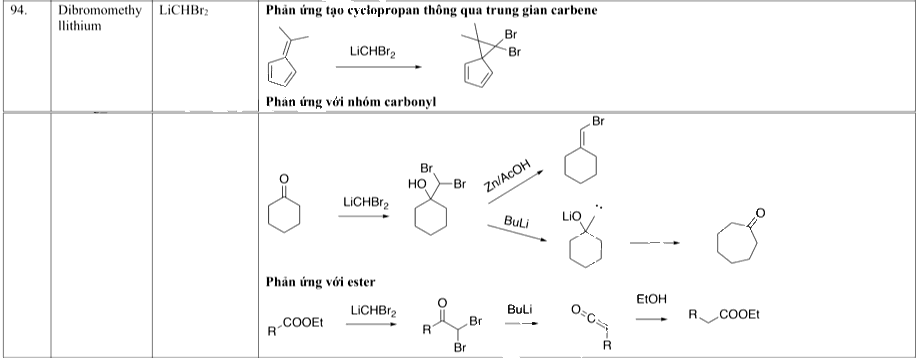 94.
Dibromomethy
llithium
LiCHBr₂
Phản ứng tạo cyclopropan thông qua trung gian carbene
LiCHBr₂
Br
Br
Phản ứng với nhóm carbonyl
O
LiCHBr₂
Br
HO
Br
Zn/AcOH
Br
BuLi
LiO
··
O
Phản ứng với ester
R
COOEt
LiCHBr₂
O
R
Br
Br
BuLi
O
C
R
EtOH
R
COOEt